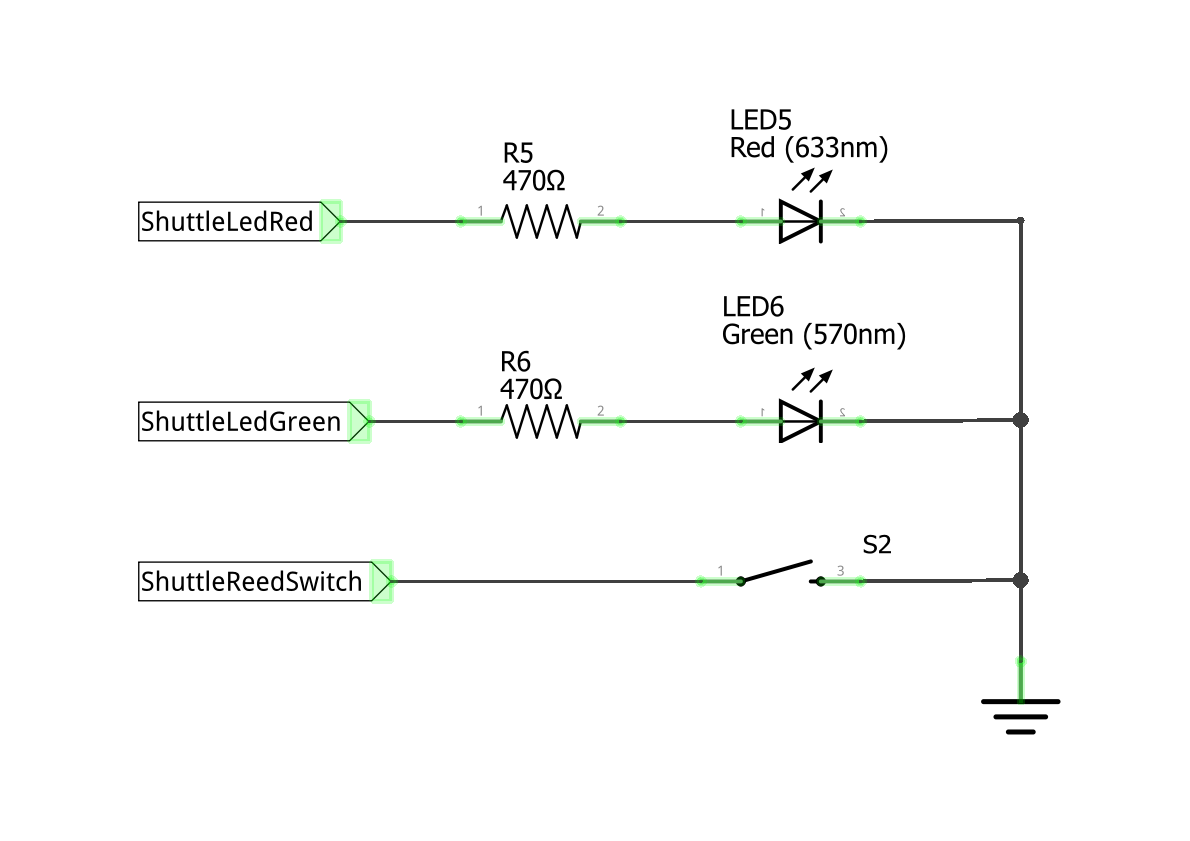 LED5
Red (633nm)
R5
470Ω
ShuttleLedRed
1
2
1
2
LED6
Green (570nm)
R6
470Ω
ShuttleLedGreen
1
2
1
2
S2
ShuttleReedSwitch
1
3